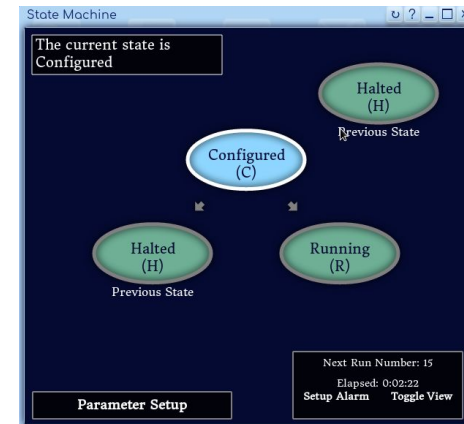 State Machine
The current state is
Configured
Halted
(H)
Previous State
Configured
(C)
Halted
(H)
Previous State
Running
(R)
Next Run Number: 15
Elapsed: 0:02:22
Setup Alarm Toggle View
Parameter Setup